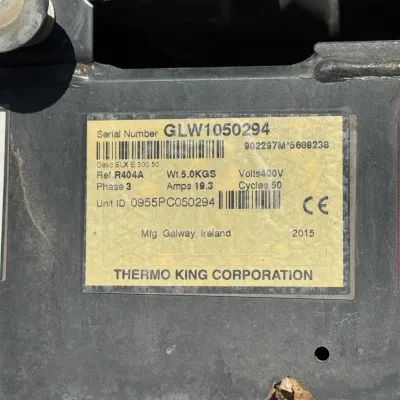 Serial Number GLW1050294
902297M*5689238
Desc SLX E 300 50
Ref. R404A Wt. 5.0KGS Volts 400V
Phase 3 Amps 19.3 Cycles 50
Unit ID 0955PC050294 CE
Mfg. Galway, Ireland 2015
THERMO KING CORPORATION